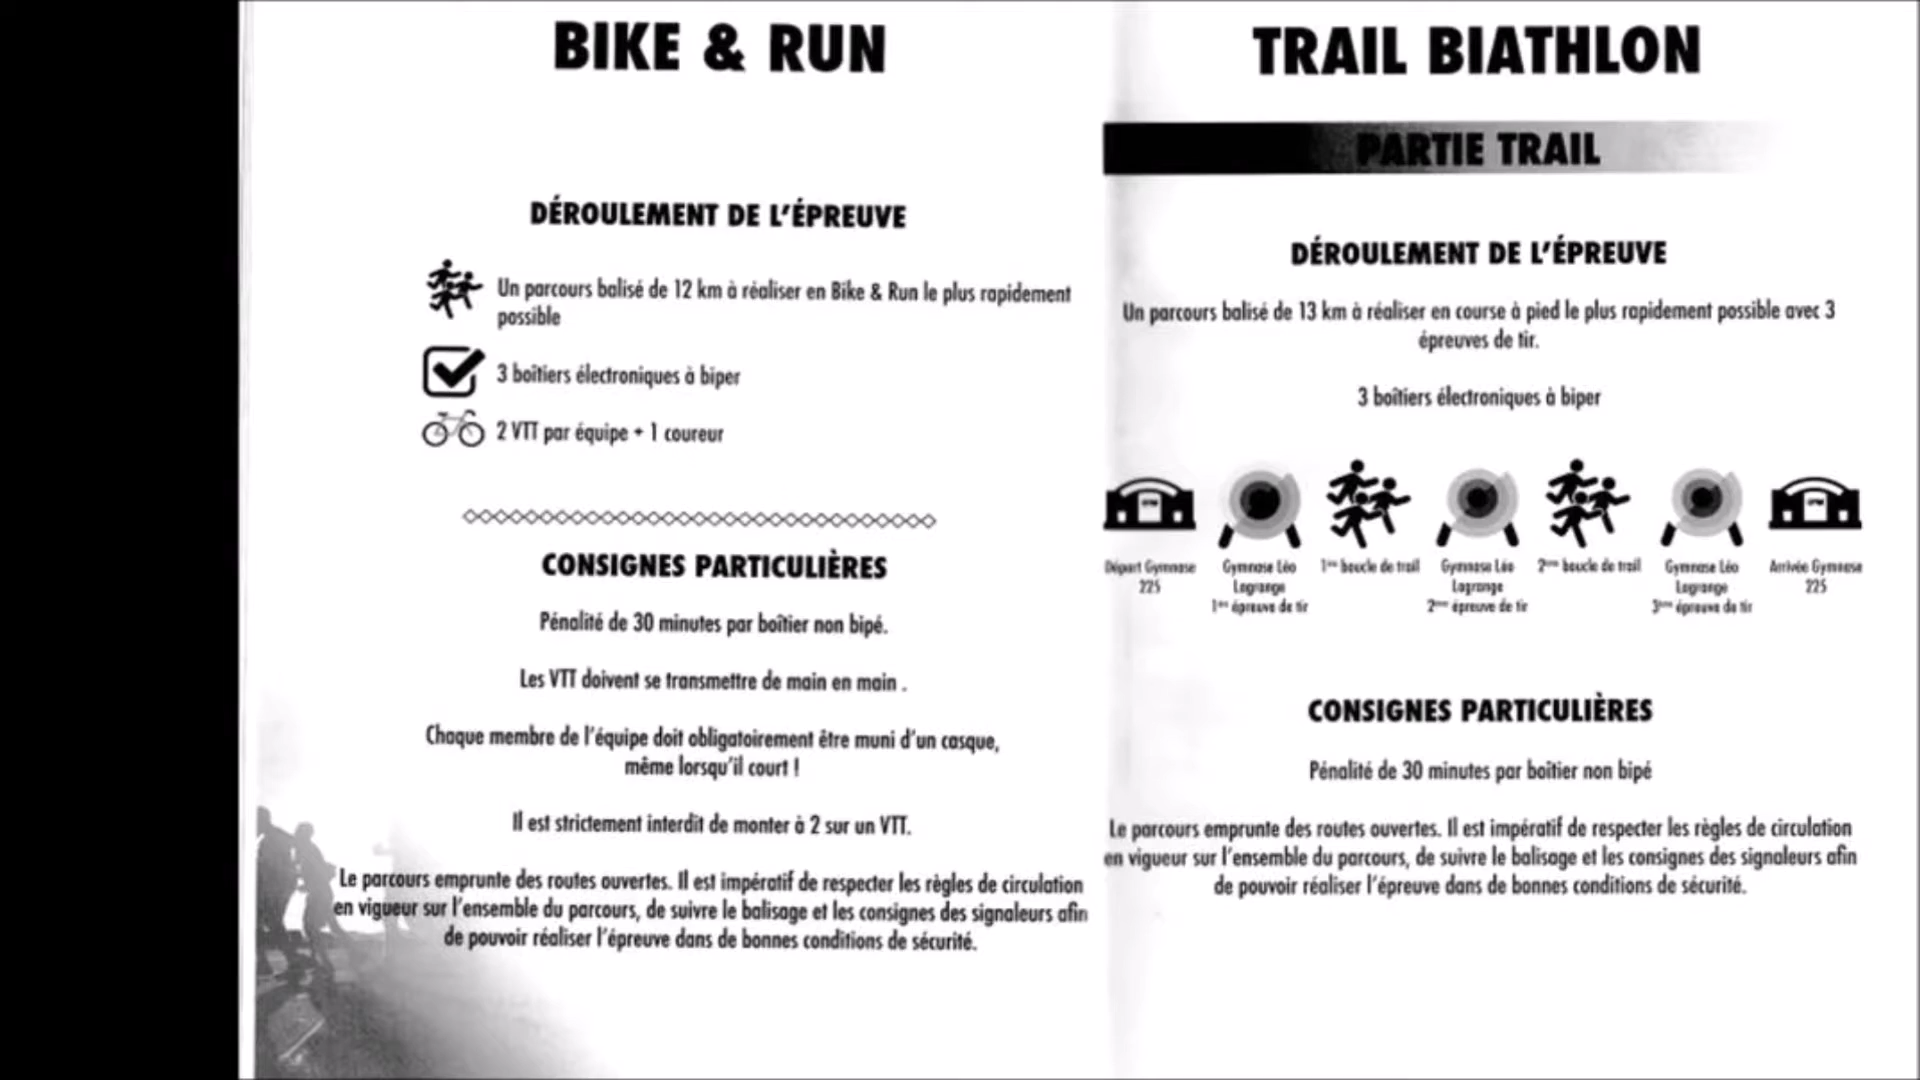 BIKE & RUN
DÉROULEMENT DE L'ÉPREUVE
Un parcours balisé de 12 km à réaliser en Bike & Run le plus rapidement
possible
3 boîtiers électroniques à biper
2 VTT par équipe + 1 coureur
CONSIGNES PARTICULIÈRES
Pénalité de 30 minutes par boîtier non bipé.
Les VTT doivent se transmettre de main en main .
Chaque membre de l'équipe doit obligatoirement être muni d'un casque,
même lorsqu'il court !
Il est strictement interdit de monter à 2 sur un VTT.
Le parcours emprunte des routes ouvertes. Il est impératif de respecter les règles de circulation
en vigueur sur l'ensemble du parcours, de suivre le balisage et les consignes des signaleurs afin
de pouvoir réaliser l'épreuve dans de bonnes conditions de sécurité.
TRAIL BIATHLON
PARTIE TRAIL
DÉROULEMENT DE L'ÉPREUVE
Un parcours balisé de 13 km à réaliser en course à pied le plus rapidement possible avec 3
épreuves de tir.
3 boîtiers électroniques à biper
Départ Gymnase
225
Gymnase Léo
Lagrange
1ère épreuve de tir
1ère boucle de trail
Gymnase Léo
Lagrange
2ème épreuve de tir
2ème boucle de trail
Gymnase Léo
Lagrange
3ème épreuve de tir
Arrivée Gymnase
225
CONSIGNES PARTICULIÈRES
Pénalité de 30 minutes par boîtier non bipé
Le parcours emprunte des routes ouvertes. Il est impératif de respecter les règles de circulation
en vigueur sur l'ensemble du parcours, de suivre le balisage et les consignes des signaleurs afin
de pouvoir réaliser l'épreuve dans de bonnes conditions de sécurité.